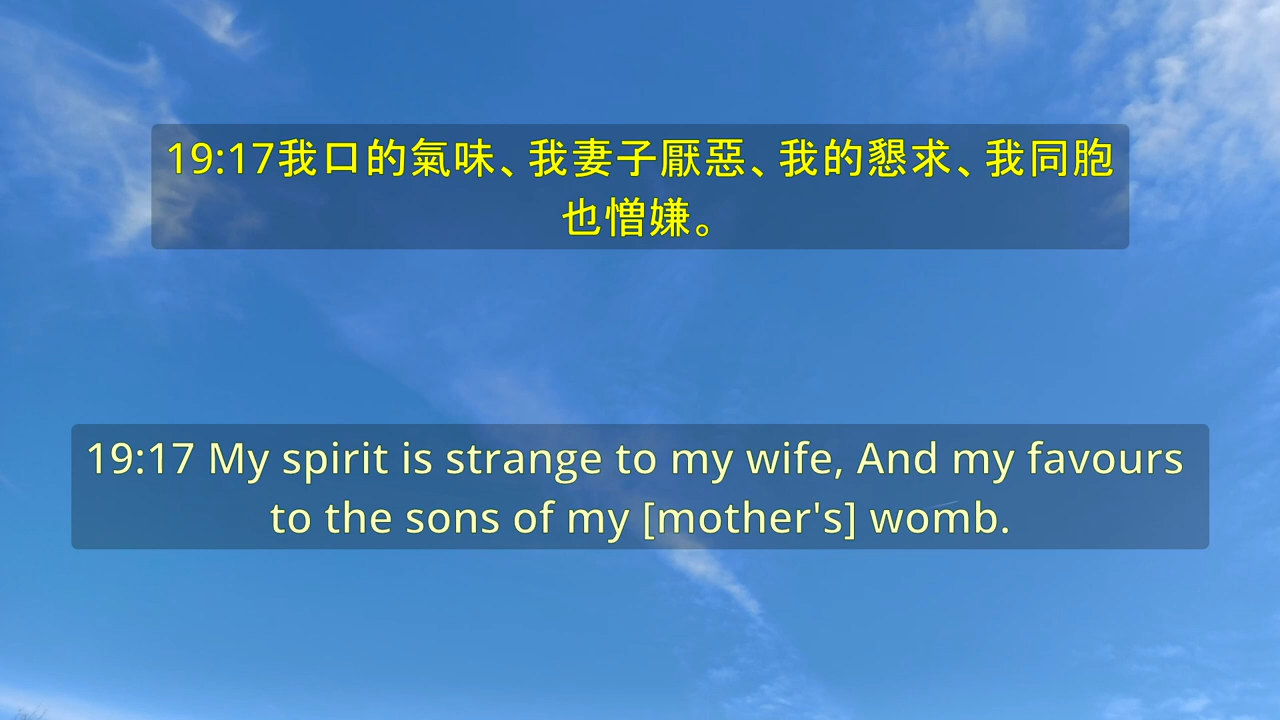 19:17我口的氣味、我妻子厭惡、我的懇求、我同胞
也憎嫌。
19:17 My spirit is strange to my wife, And my favours
to the sons of my [mother's] womb.